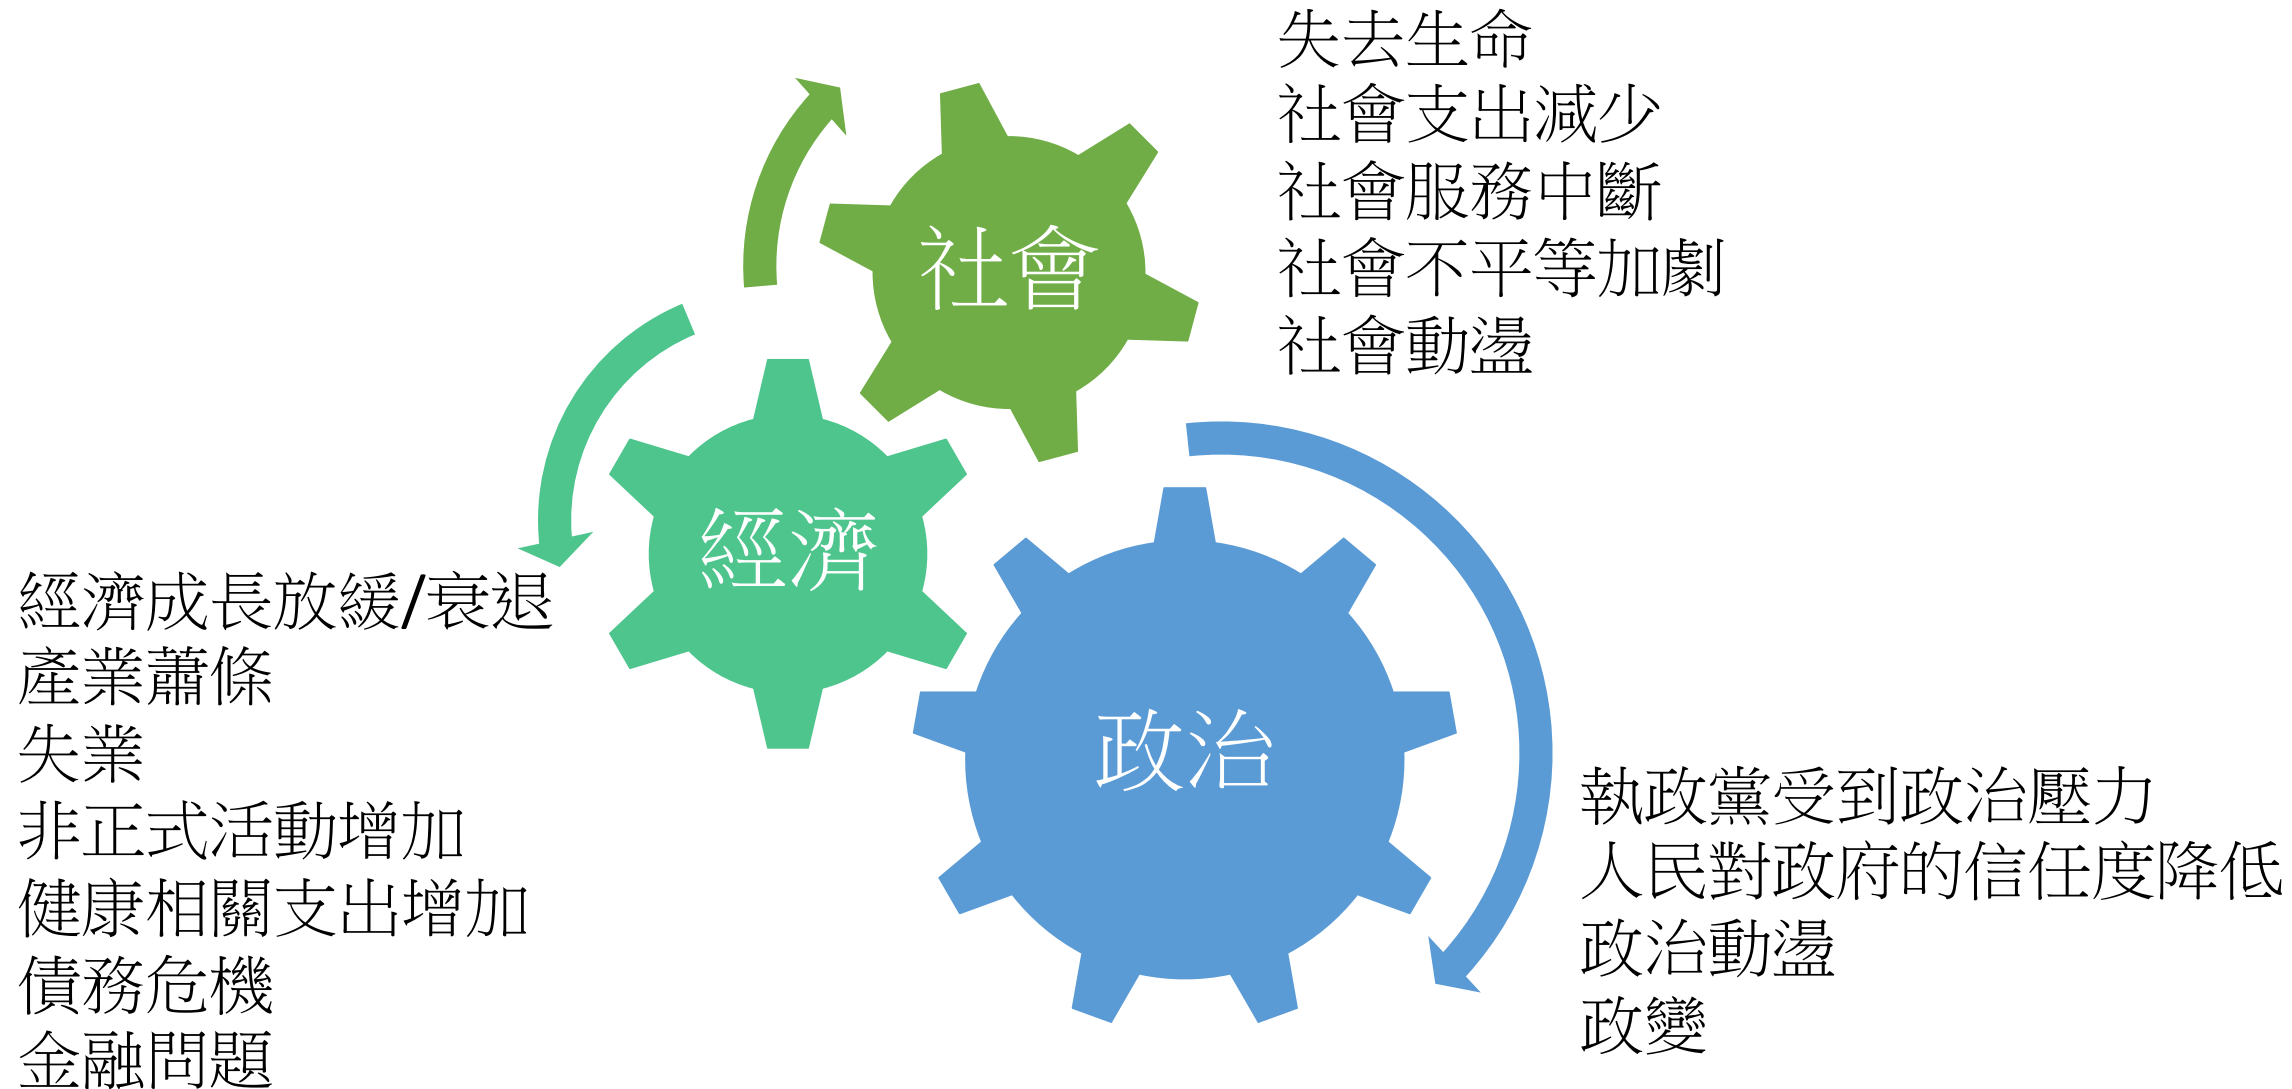 失去生命
社會支出減少
社會服務中斷
社會不平等加劇
社會動盪
社會
經濟
經濟成長放緩/衰退
產業蕭條
失業
非正式活動增加
健康相關支出增加
債務危機
金融問題
政治
執政黨受到政治壓力
人民對政府的信任度降低
政治動盪
政變